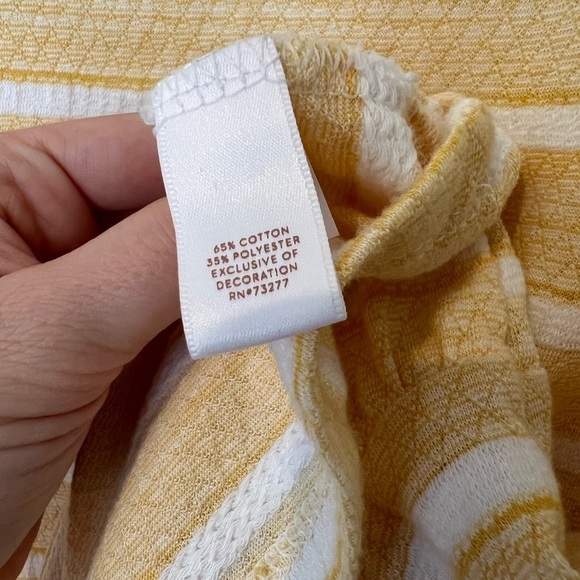 65% COTTON
35% POLYESTER
EXCLUSIVE OF
DECORATION
RN#73277